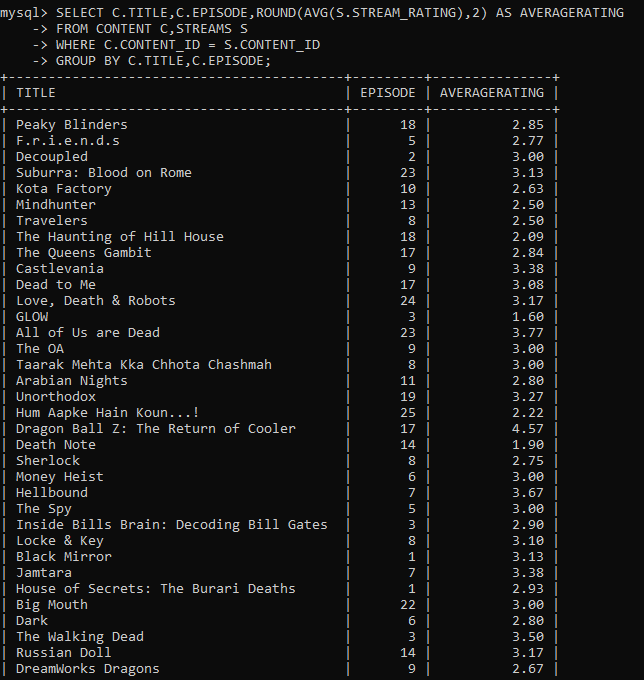 mysql> SELECT C.TITLE,C.EPISODE,ROUND(AVG(S.STREAM_RATING),2) AS AVERAGERATING
    -> FROM CONTENT C,STREAMS S
    -> WHERE C.CONTENT_ID = S.CONTENT_ID
    -> GROUP BY C.TITLE,C.EPISODE;
+------------------------------------------+---------+---------------+
| TITLE | EPISODE | AVERAGERATING |
+------------------------------------------+---------+---------------+
| Peaky Blinders | 18 | 2.85 |
| F.r.i.e.n.d.s | 5 | 2.77 |
| Decoupled | 2 | 3.00 |
| Suburra: Blood on Rome | 23 | 3.13 |
| Kota Factory | 10 | 2.63 |
| Mindhunter | 13 | 2.50 |
| Travelers | 8 | 2.50 |
| The Haunting of Hill House | 18 | 2.09 |
| The Queens Gambit | 17 | 2.84 |
| Castlevania | 9 | 3.38 |
| Dead to Me | 17 | 3.08 |
| Love, Death & Robots | 24 | 3.17 |
| GLOW | 3 | 1.60 |
| All of Us are Dead | 23 | 3.77 |
| The OA | 9 | 3.00 |
| Taarak Mehta Kka Chhota Chashmah | 8 | 3.00 |
| Arabian Nights | 11 | 2.80 |
| Unorthodox | 19 | 3.27 |
| Hum Aapke Hain Koun...! | 25 | 2.22 |
| Dragon Ball Z: The Return of Cooler | 17 | 4.57 |
| Death Note | 14 | 1.90 |
| Sherlock | 8 | 2.75 |
| Money Heist | 6 | 3.00 |
| Hellbound | 7 | 3.67 |
| The Spy | 5 | 3.00 |
| Inside Bills Brain: Decoding Bill Gates | 3 | 2.90 |
| Locke & Key | 8 | 3.10 |
| Black Mirror | 1 | 3.13 |
| Jamtara | 7 | 3.38 |
| House of Secrets: The Burari Deaths | 1 | 2.93 |
| Big Mouth | 22 | 3.00 |
| Dark | 6 | 2.80 |
| The Walking Dead | 3 | 3.50 |
| Russian Doll | 14 | 3.17 |
| DreamWorks Dragons | 9 | 2.67 |